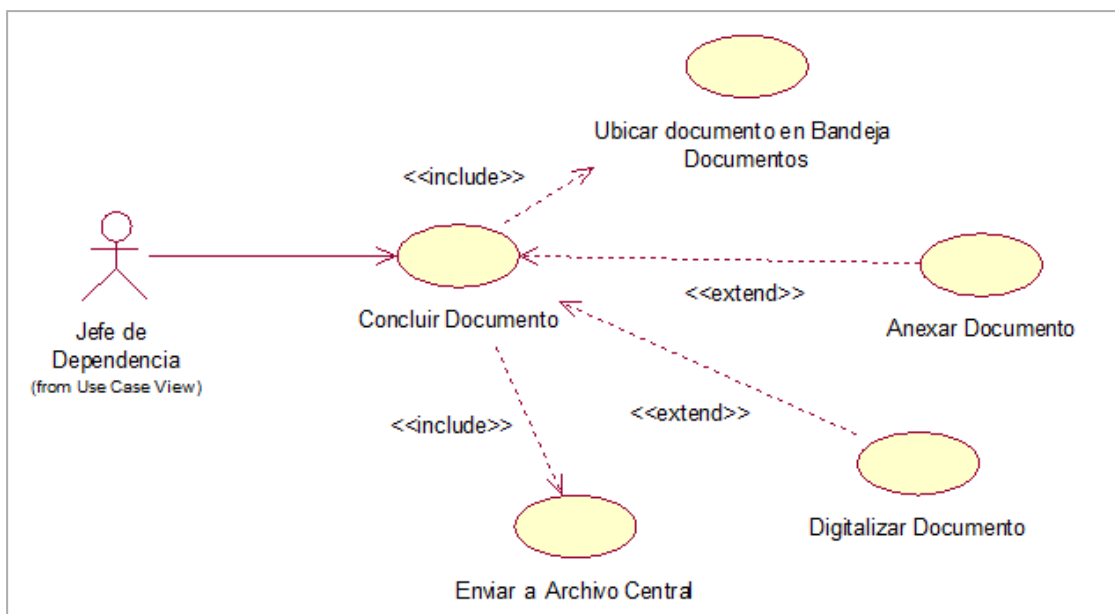 Ubicar documento en Bandeja
Documentos
<<include>>
<<extend>>
Concluir Documento
Anexar Documento
Jefe de
Dependencia
(from Use Case View)
<<include>>
<<extend>>
Digitalizar Documento
Enviar a Archivo Central